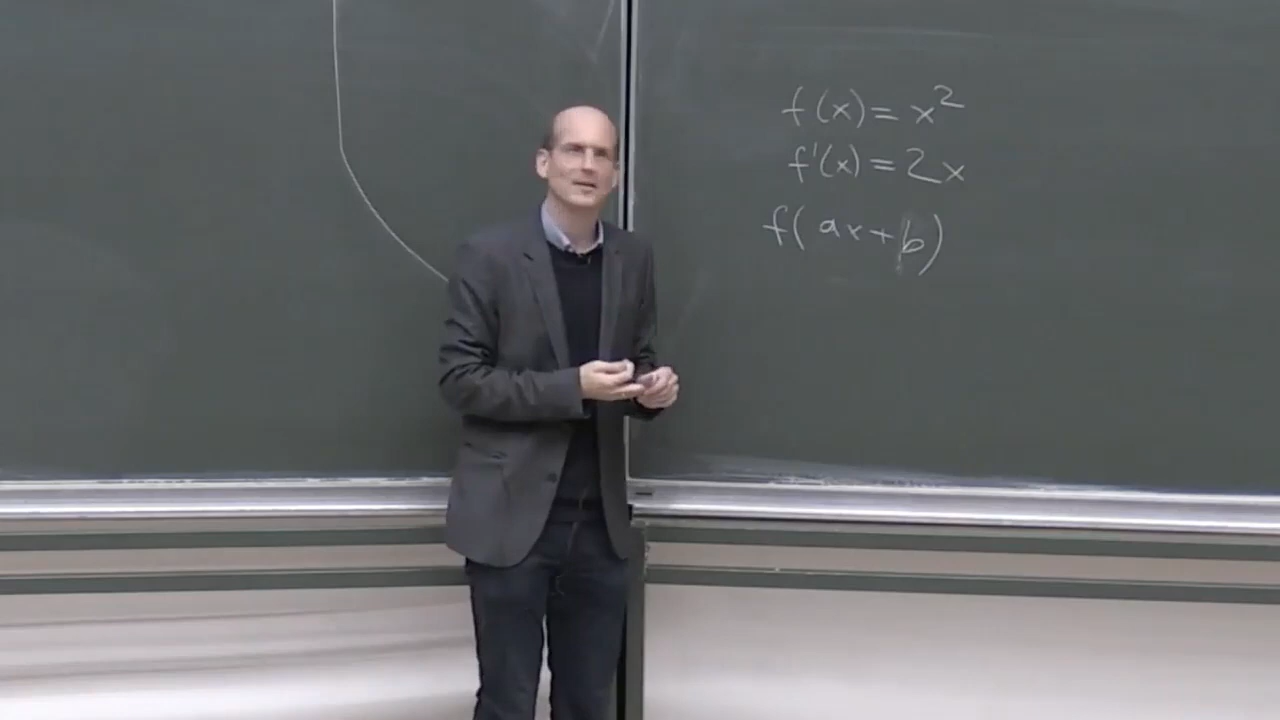 f(x) = x²
f'(x) = 2x
f(ax+b)